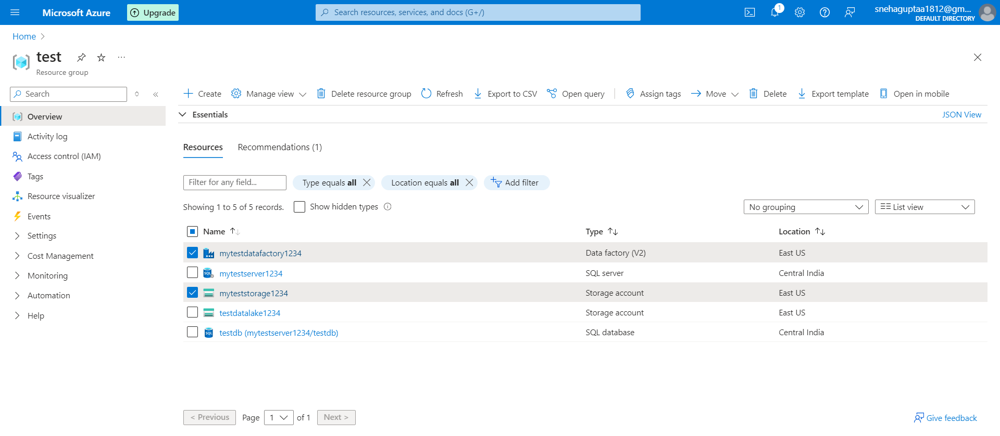 Microsoft Azure Upgrade Search resources, services, and docs (G+/) 1 snehaguptaa1812@gm...
DEFAULT DIRECTORY
Home >
test ...
Resource group
Search
Overview
Activity log
Access control (IAM)
Tags
Resource visualizer
Events
Settings
Cost Management
Monitoring
Automation
Help
Create Manage view Delete resource group Refresh Export to CSV Open query Assign tags Move Delete Export template Open in mobile
Essentials JSON View
Resources Recommendations (1)
Filter for any field... Type equals all Location equals all Add filter
Showing 1 to 5 of 5 records. Show hidden types No grouping List view
Name Type Location
mytestdatafactory1234 Data factory (V2) East US
mytestserver1234 SQL server Central India
myteststorage1234 Storage account East US
testdatalake1234 Storage account East US
testdb (mytestserver1234/testdb) SQL database Central India
< Previous Page 1 of 1 Next > Give feedback